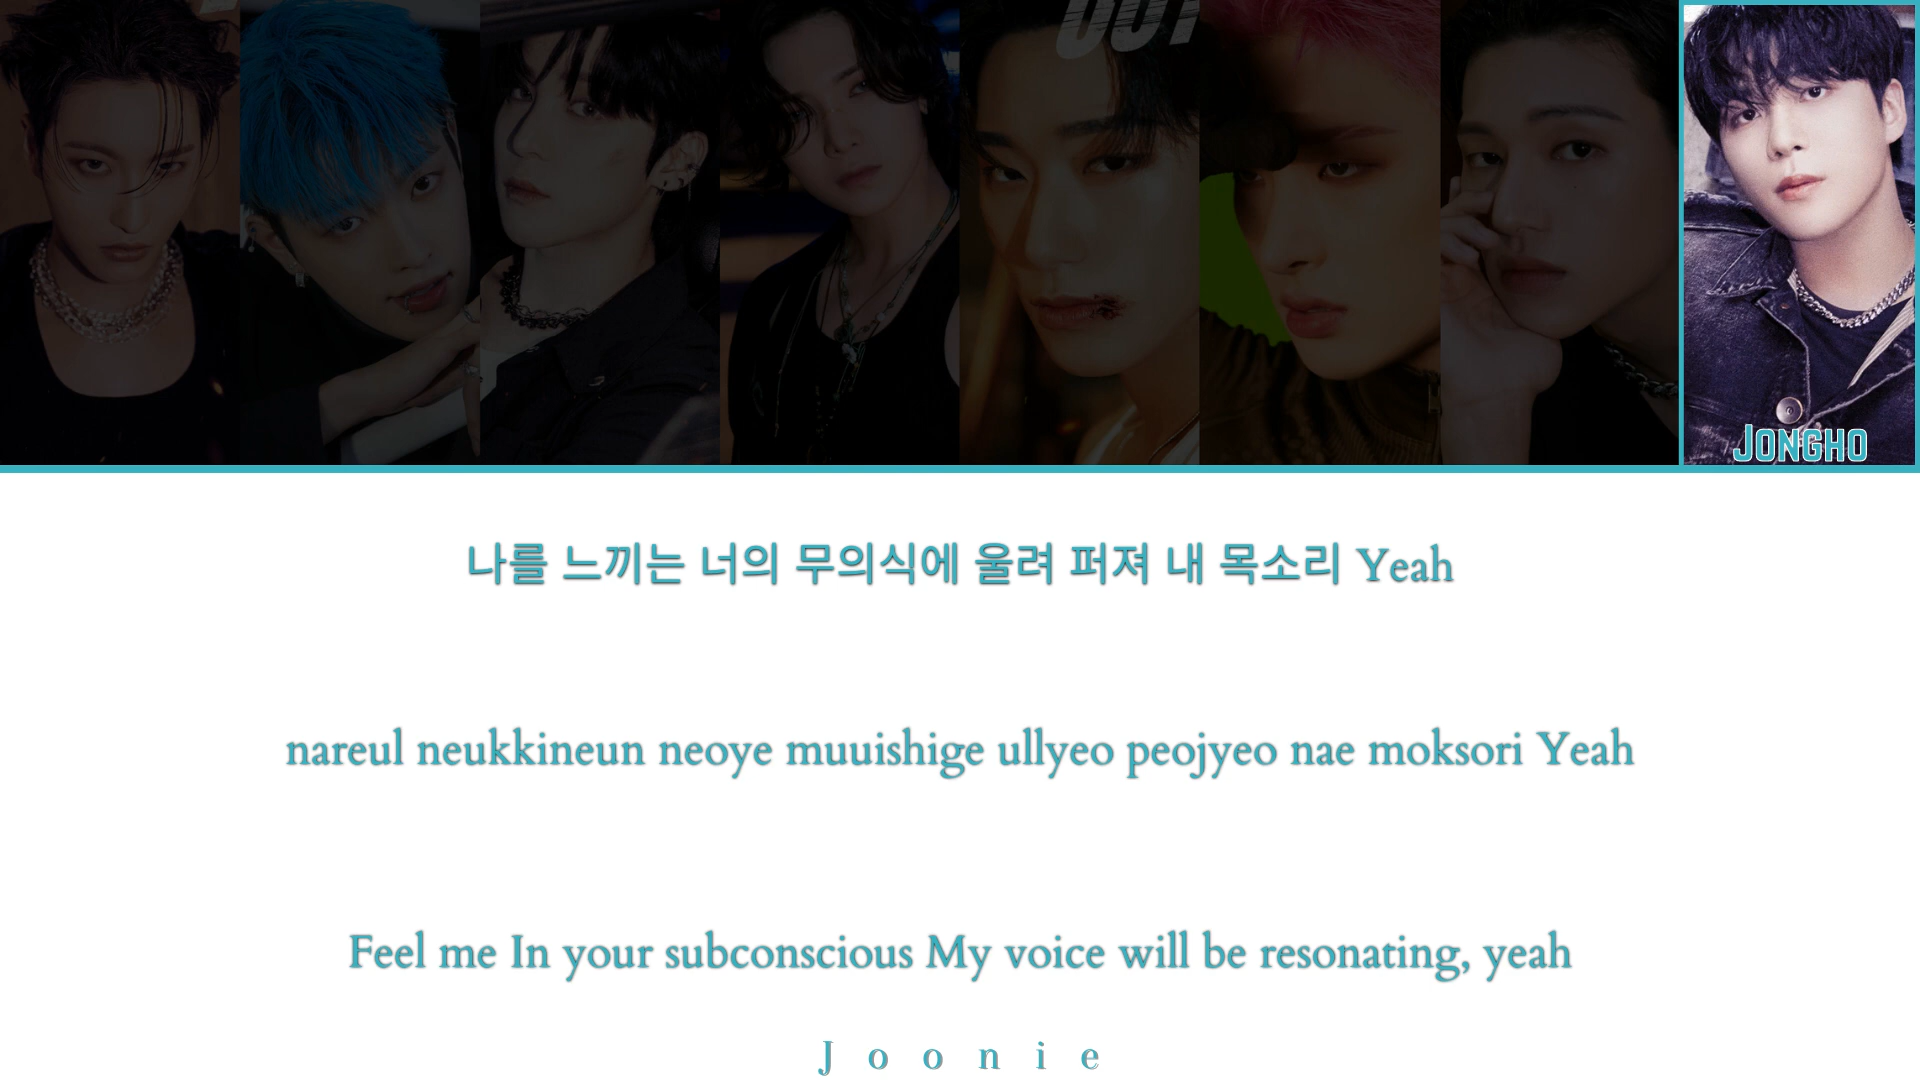 OUT
JONGHO
나를 느끼는 너의 무의식에 울려 퍼져 내 목소리 Yeah
nareul neukkineun neoye muuishige ullyeo peojyeo nae moksori Yeah
Feel me In your subconscious My voice will be resonating, yeah
Joonie